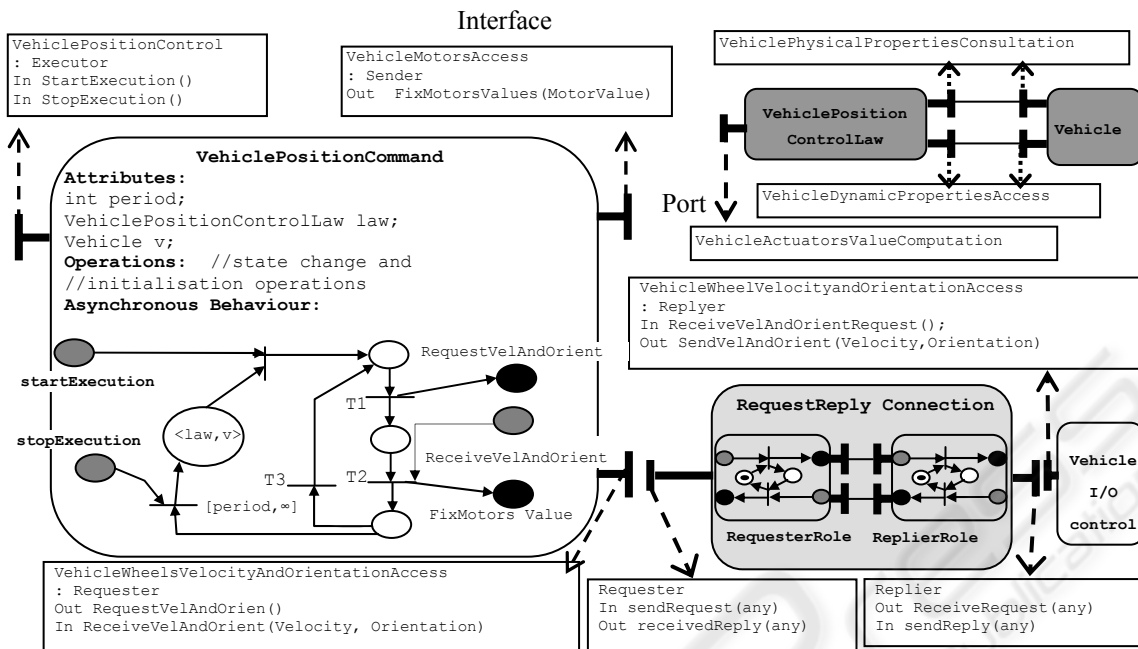 Interface
VehiclePositionControl
: Executor
In StartExecution()
In StopExecution()
VehicleMotorsAccess
: Sender
Out FixMotorsValues(MotorValue)
VehiclePhysicalPropertiesConsultation
VehiclePosition
ControlLaw
Vehicle
VehicleDynamicPropertiesAccess
Port
VehicleActuatorsValueComputation
VehiclePositionCommand
Attributes:
int period;
VehiclePositionControlLaw law;
Vehicle v;
Operations: //state change and
//initialisation operations
Asynchronous Behaviour:
startExecution
stopExecution
<law,v>
[period,∞]
T1
T2
T3
RequestVelAndOrient
ReceiveVelAndOrient
FixMotors Value
VehicleWheelVelocityandOrientationAccess
: Replyer
In ReceiveVelAndOrientRequest();
Out SendVelAndOrient(Velocity,Orientation)
RequestReply Connection
RequesterRole
ReplierRole
Vehicle
I/O
control
VehicleWheelsVelocityAndOrientationAccess
: Requester
Out RequestVelAndOrien()
In ReceiveVelAndOrient(Velocity, Orientation)
Requester
In sendRequest(any)
Out receivedReply(any)
Replier
Out ReceiveRequest(any)
In sendReply(any)